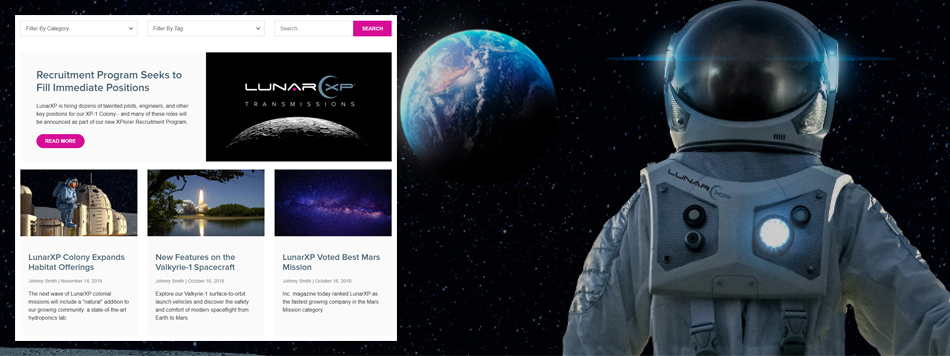 Filter By Category
Filter By Tag
Search...
SEARCH
Recruitment Program Seeks to
Fill Immediate Positions
LunarXP is hiring dozens of talented pilots, engineers, and other
key positions for our XP-1 Colony - and many of these roles will
be announced as part of our new XPlorer Recruitment Program.
READ MORE
LUNAR XP
TRANSMISSIONS
LunarXP Colony Expands
Habitat Offerings
Johnny Smith | November 14, 2018
The next wave of LunarXP colonial
missions will include a "natural" addition to
our growing community: a state-of-the-art
hydroponics lab.
New Features on the
Valkyrie-1 Spacecraft
Johnny Smith | October 16, 2018
Explore our Valkyrie-1 surface-to-orbit
launch vehicles and discover the safety
and comfort of modern spaceflight from
Earth to Mars.
LunarXP Voted Best Mars
Mission
Johnny Smith | October 16, 2018
Inc. magazine today ranked LunarXP as
the fastest growing company in the Mars
Mission category.
LUNAR XP